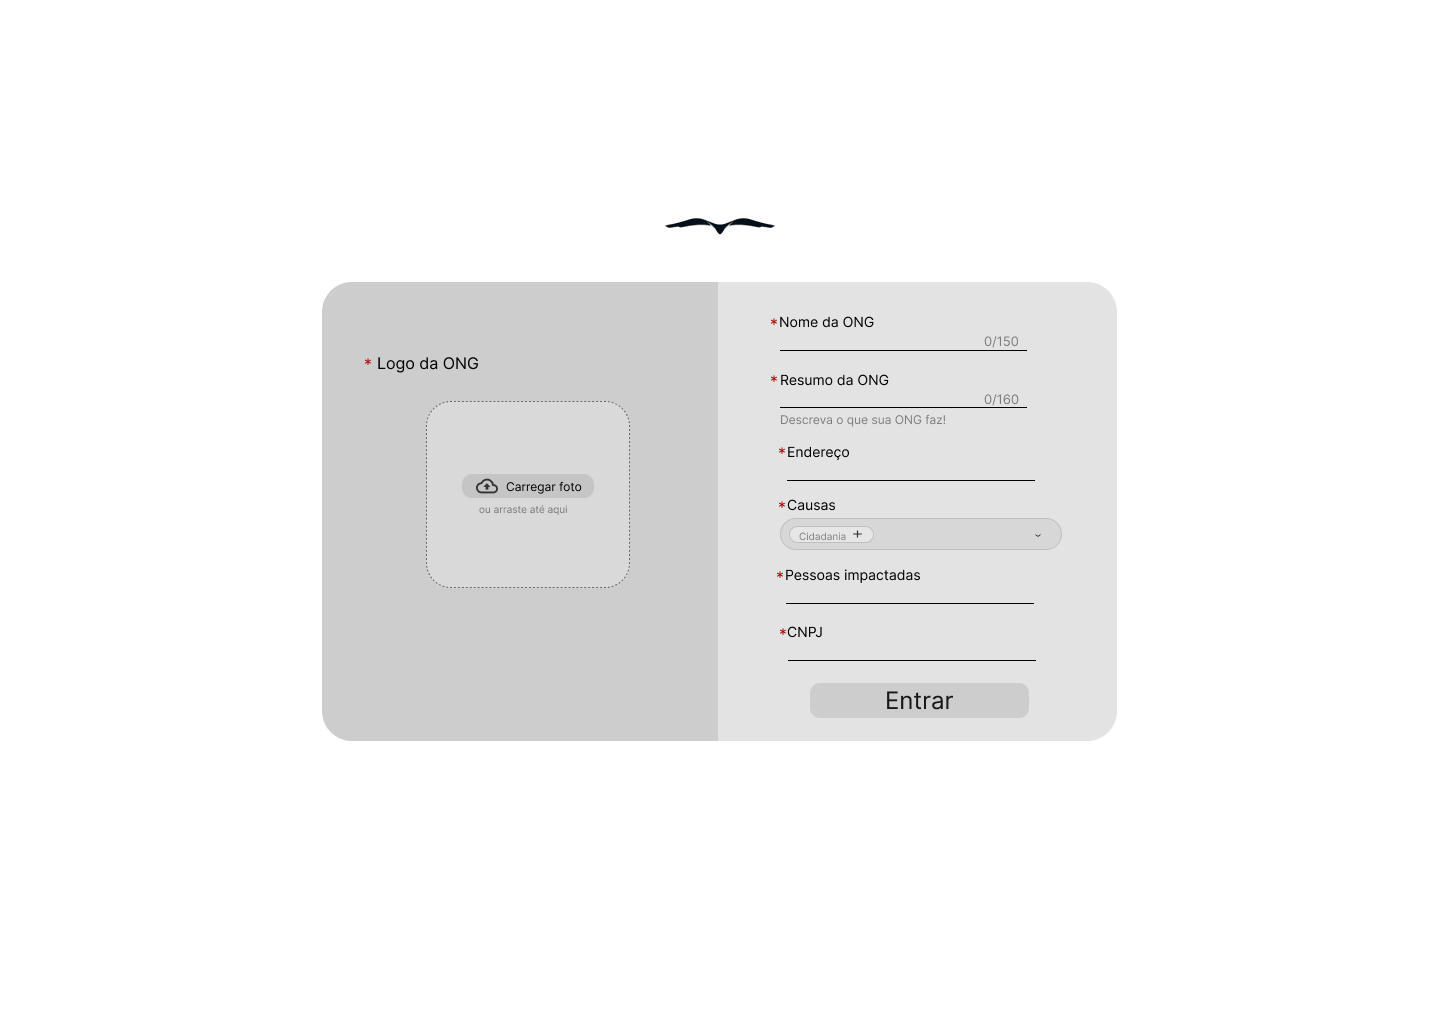 * Logo da ONG
Carregar foto
ou arraste até aqui
*Nome da ONG
0/150
*Resumo da ONG
0/160
Descreva o que sua ONG faz!
*Endereço
*Causas
Cidadania +
*Pessoas impactadas
*CNPJ
Entrar